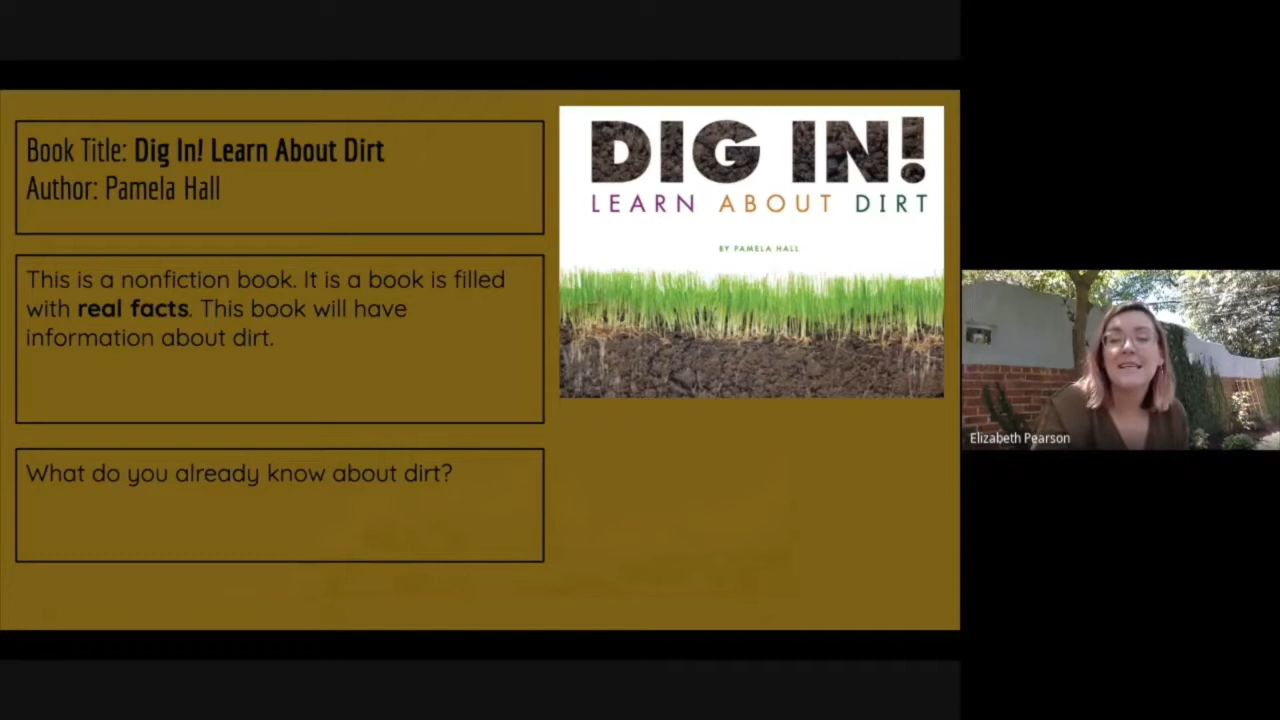 Book Title: Dig In! Learn About Dirt
Author: Pamela Hall
This is a nonfiction book. It is a book is filled
with real facts. This book will have
information about dirt.
What do you already know about dirt?
DIG IN!
LEARN ABOUT DIRT
BY PAMELA HALL
Elizabeth Pearson